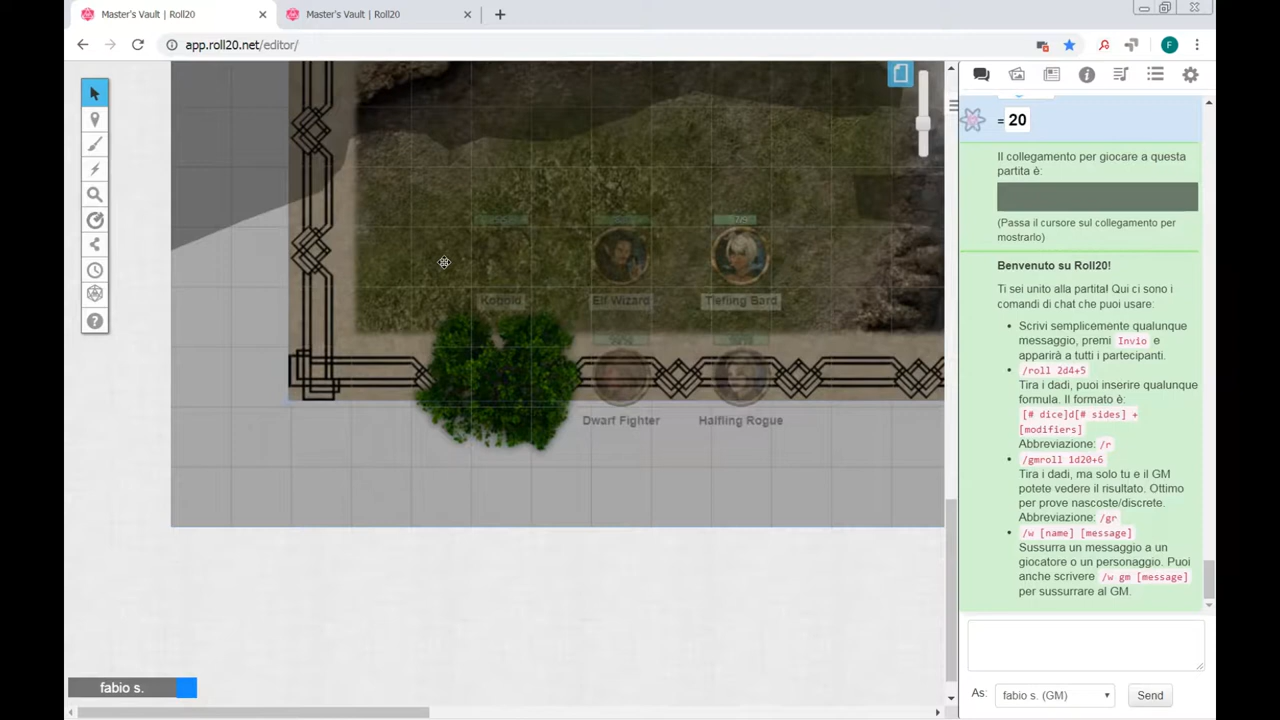 Master's Vault | Roll20
Master's Vault | Roll20
app.roll20.net/editor/
F
= 20
Il collegamento per giocare a questa
partita è:
(Passa il cursore sul collegamento per
mostrarlo)
Benvenuto su Roll20!
Ti sei unito alla partita! Qui ci sono i
comandi di chat che puoi usare:
Scrivi semplicemente qualunque
messaggio, premi Invio e
apparirà a tutti i partecipanti.
/roll 2d4+5
Tira i dadi, puoi inserire qualunque
formula. Il formato è:
[# dice]d[# sides] +
[modifiers]
Abbreviazione: /r
/gmroll 1d20+6
Tira i dadi, ma solo tu e il GM
potete vedere il risultato. Ottimo
per prove nascoste/discrete.
Abbreviazione: /gr
/w [name] [message]
Sussurra un messaggio a un
giocatore o un personaggio. Puoi
anche scrivere /w gm [message]
per sussurrare al GM.
Kobold
Elf Wizard
Tiefling Bard
Dwarf Fighter
Halfling Rogue
fabio s.
As:
fabio s. (GM)
Send